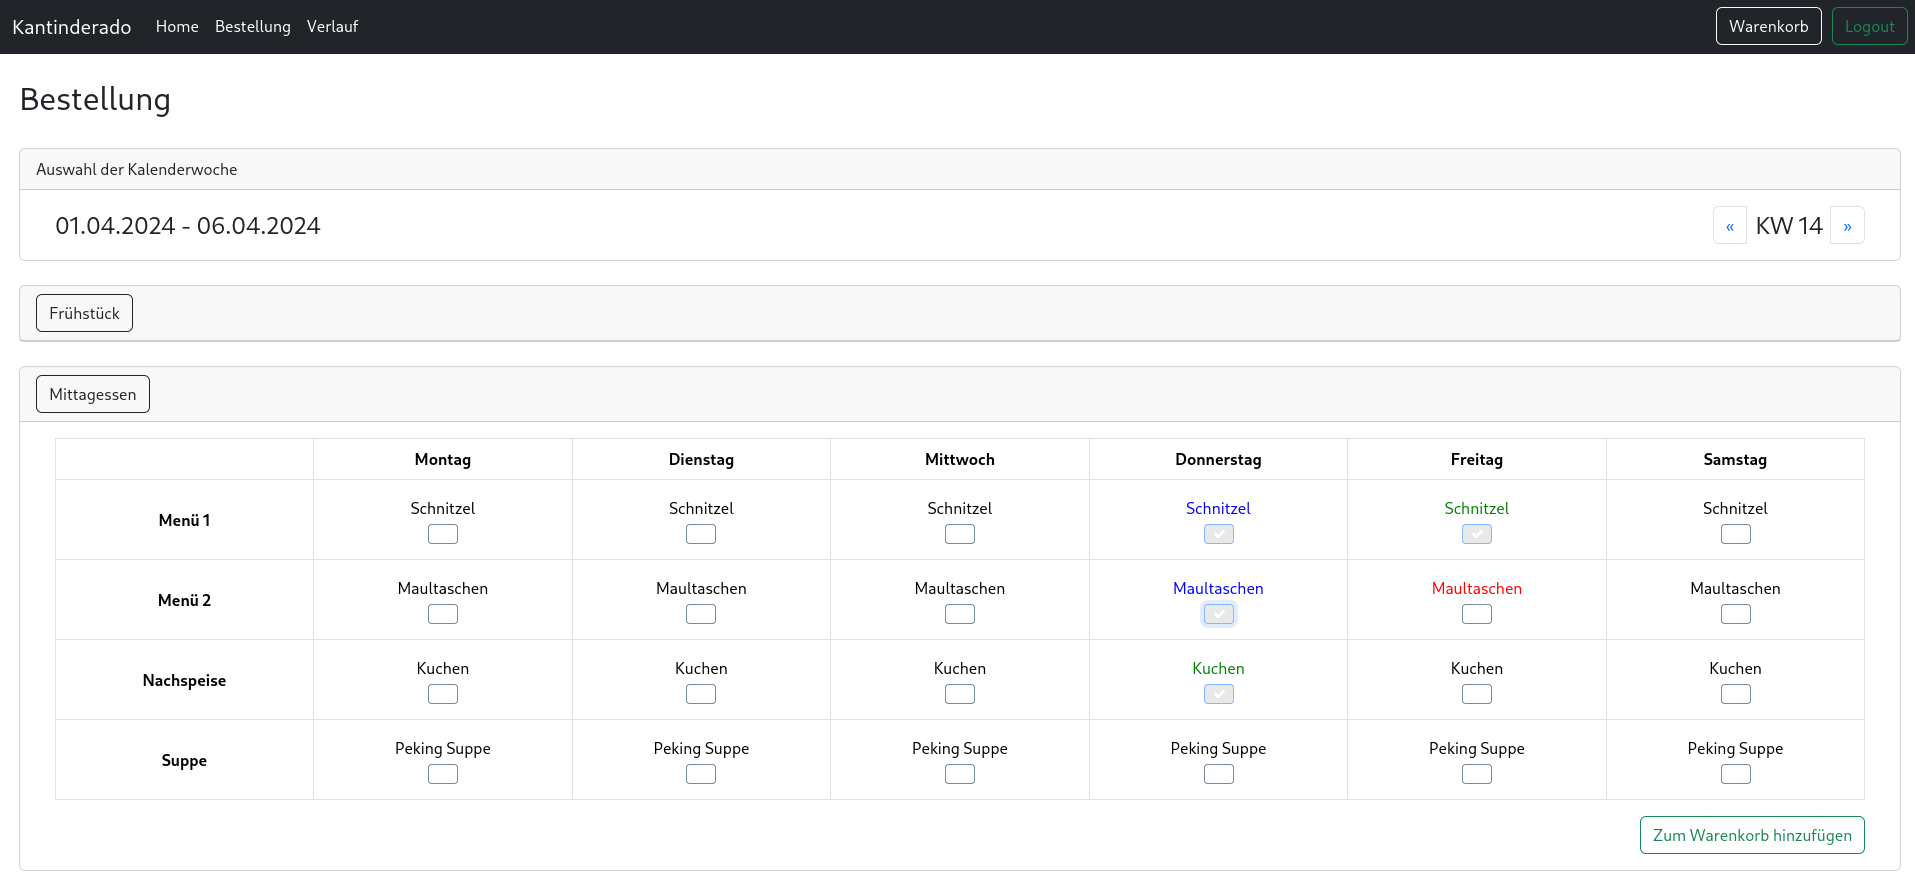 Kantinderado Home Bestellung Verlauf Warenkorb Logout
Bestellung
Auswahl der Kalenderwoche
01.04.2024 - 06.04.2024 « KW 14 »
Frühstück
Mittagessen
Montag Dienstag Mittwoch Donnerstag Freitag Samstag
Menü 1 Schnitzel Schnitzel Schnitzel Schnitzel Schnitzel Schnitzel
Menü 2 Maultaschen Maultaschen Maultaschen Maultaschen Maultaschen Maultaschen
Nachspeise Kuchen Kuchen Kuchen Kuchen Kuchen Kuchen
Suppe Peking Suppe Peking Suppe Peking Suppe Peking Suppe Peking Suppe Peking Suppe
Zum Warenkorb hinzufügen